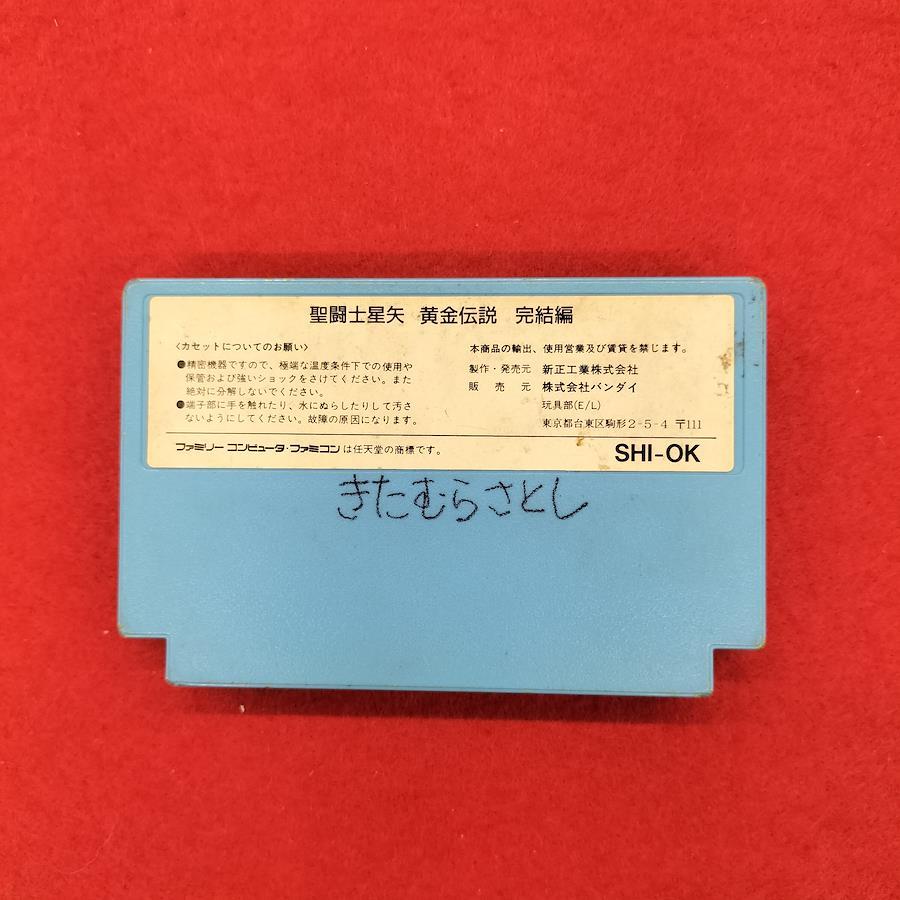 聖闘士星矢 黄金伝説 完結編
〈カセットについてのお願い〉
●精密機器ですので、極端な温度条件下での使用や
保管および強いショックをさけてください。また
絶対に分解しないでください。
●端子部に手を触れたり、水にぬらしたりして汚さ
ないようにしてください。故障の原因になります。
本商品の輸出、使用営業及び賃貸を禁じます。
製作・発売元 新正工業株式会社
販売元 株式会社バンダイ
玩具部(E/L)
東京都台東区駒形2-5-4 〒111
ファミリーコンピュータ・ファミコンは任天堂の商標です。
SHI-OK
きたむらさとし